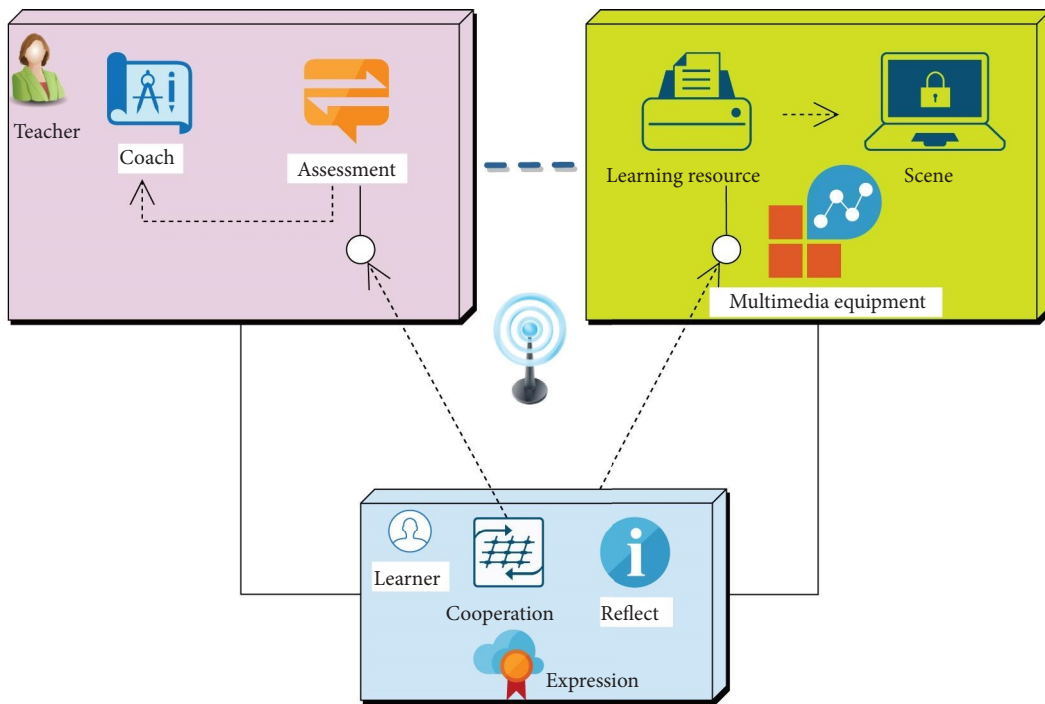 Teacher
Coach
Assessment
Learning resource
Scene
Multimedia equipment
Learner
Cooperation
Reflect
Expression